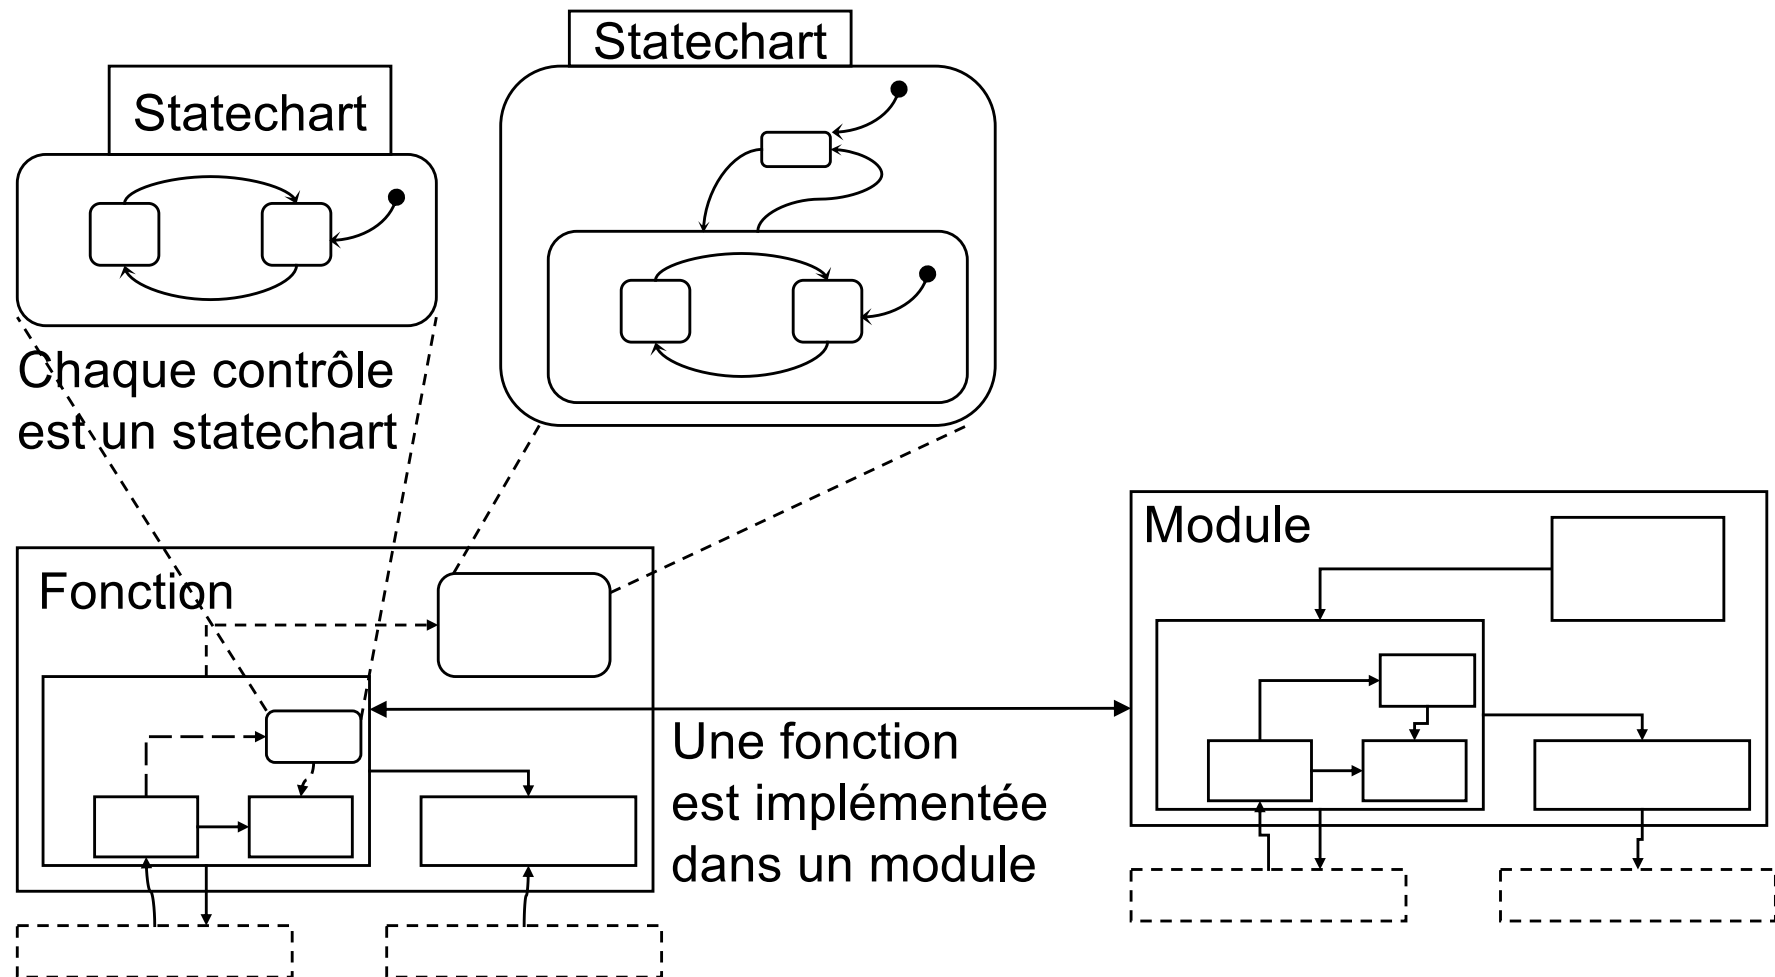 Statechart
Statechart
Chaque contrôle
est un statechart
Fonction
Module
Une fonction
est implémentée
dans un module